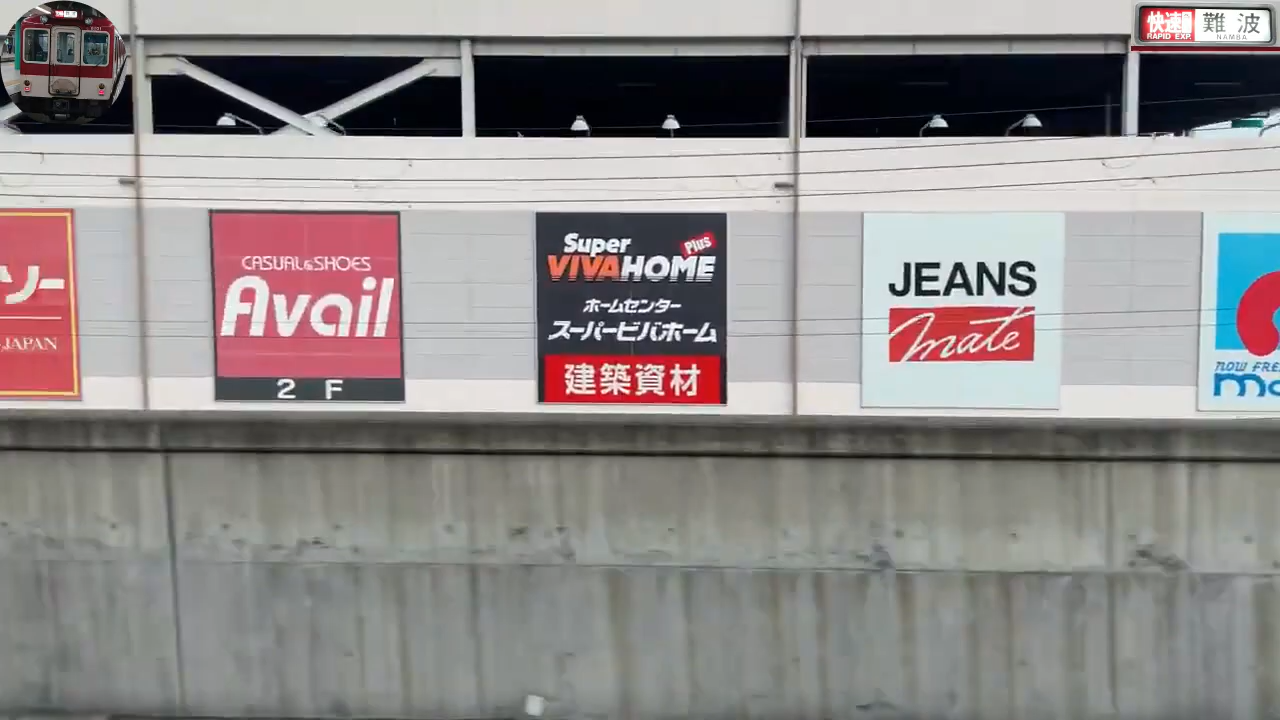 快速急
RAPID EXP.
難波
NAMBA
ソー
JAPAN
CASUAL & SHOES
Avail
2F
Super
VIVAHOME
Plus
ホームセンター
スーパービバホーム
建築資材
JEANS
mate
NOW FRE